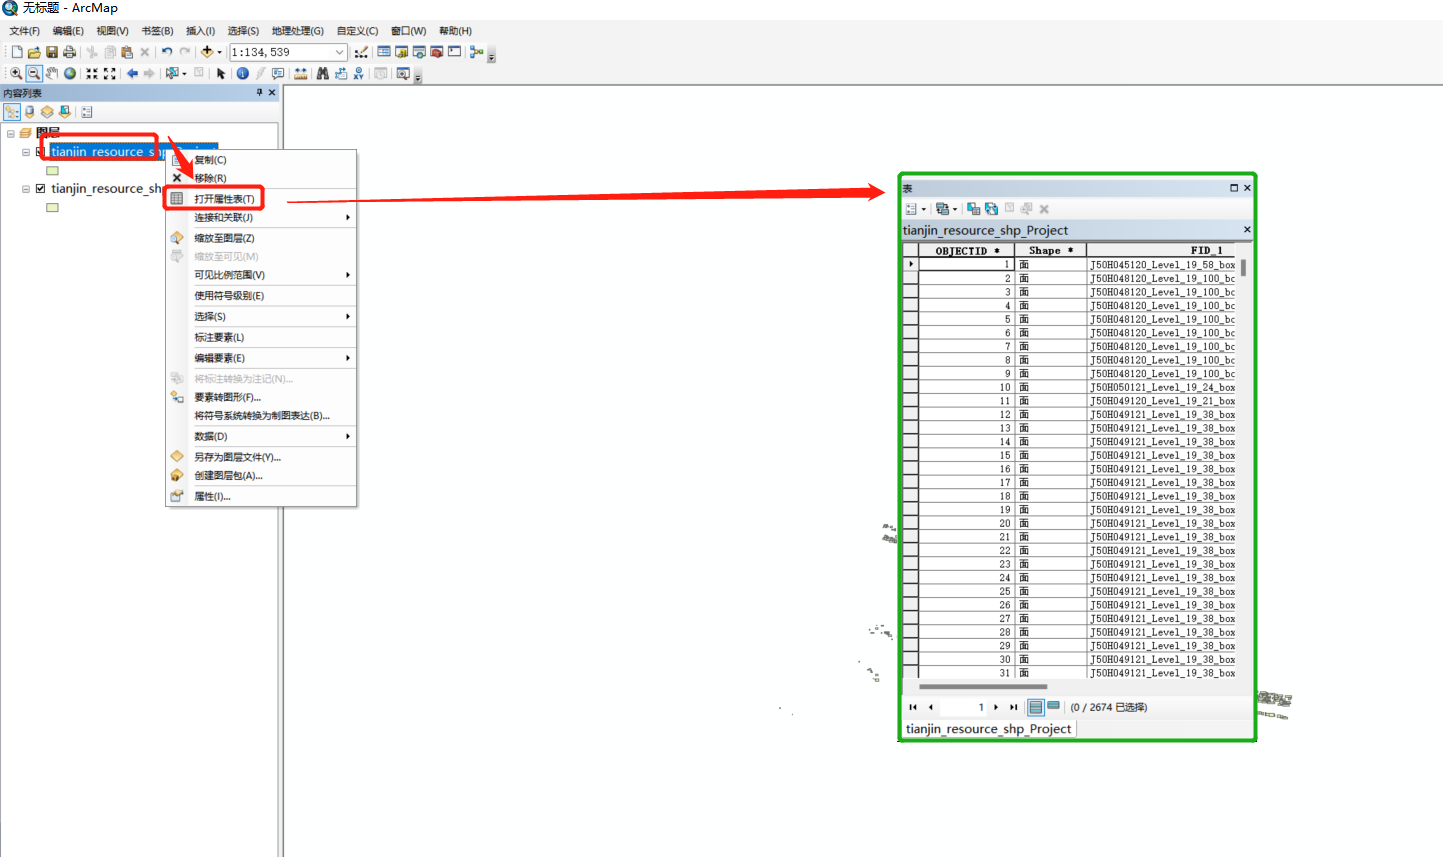 无标题 - ArcMap
文件(F) 编辑(E) 视图(V) 书签(B) 插入(I) 选择(S) 地理处理(G) 自定义(C) 窗口(W) 帮助(H)
1:134,539
内容列表
图层
tianjin_resource_sh
tianjin_resource_sh
复制(C)
移除(R)
打开属性表(T)
连接和关联(J)
缩放至图层(Z)
缩放至可见(M)
可见比例范围(V)
使用符号级别(E)
选择(S)
标注要素(L)
编辑要素(E)
将标注转换为注记(N)...
要素转图形(F)...
将符号系统转换为制图表达(B)...
数据(D)
另存为图层文件(Y)...
创建图层包(A)...
属性(I)...
表
tianjin_resource_shp_Project
OBJECTID * Shape * FID_1
1 面 J50H045120_Level_19_58_box
2 面 J50H048120_Level_19_100_bo
3 面 J50H048120_Level_19_100_bo
4 面 J50H048120_Level_19_100_bo
5 面 J50H048120_Level_19_100_bo
6 面 J50H048120_Level_19_100_bo
7 面 J50H048120_Level_19_100_bo
8 面 J50H048120_Level_19_100_bo
9 面 J50H048120_Level_19_100_bo
10 面 J50H050121_Level_19_24_box
11 面 J50H049120_Level_19_21_box
12 面 J50H049121_Level_19_38_box
13 面 J50H049121_Level_19_38_box
14 面 J50H049121_Level_19_38_box
15 面 J50H049121_Level_19_38_box
16 面 J50H049121_Level_19_38_box
17 面 J50H049121_Level_19_38_box
18 面 J50H049121_Level_19_38_box
19 面 J50H049121_Level_19_38_box
20 面 J50H049121_Level_19_38_box
21 面 J50H049121_Level_19_38_box
22 面 J50H049121_Level_19_38_box
23 面 J50H049121_Level_19_38_box
24 面 J50H049121_Level_19_38_box
25 面 J50H049121_Level_19_38_box
26 面 J50H049121_Level_19_38_box
27 面 J50H049121_Level_19_38_box
28 面 J50H049121_Level_19_38_box
29 面 J50H049121_Level_19_38_box
30 面 J50H049121_Level_19_38_box
31 面 J50H049121_Level_19_38_box
1 (0 / 2674 已选择)
tianjin_resource_shp_Project